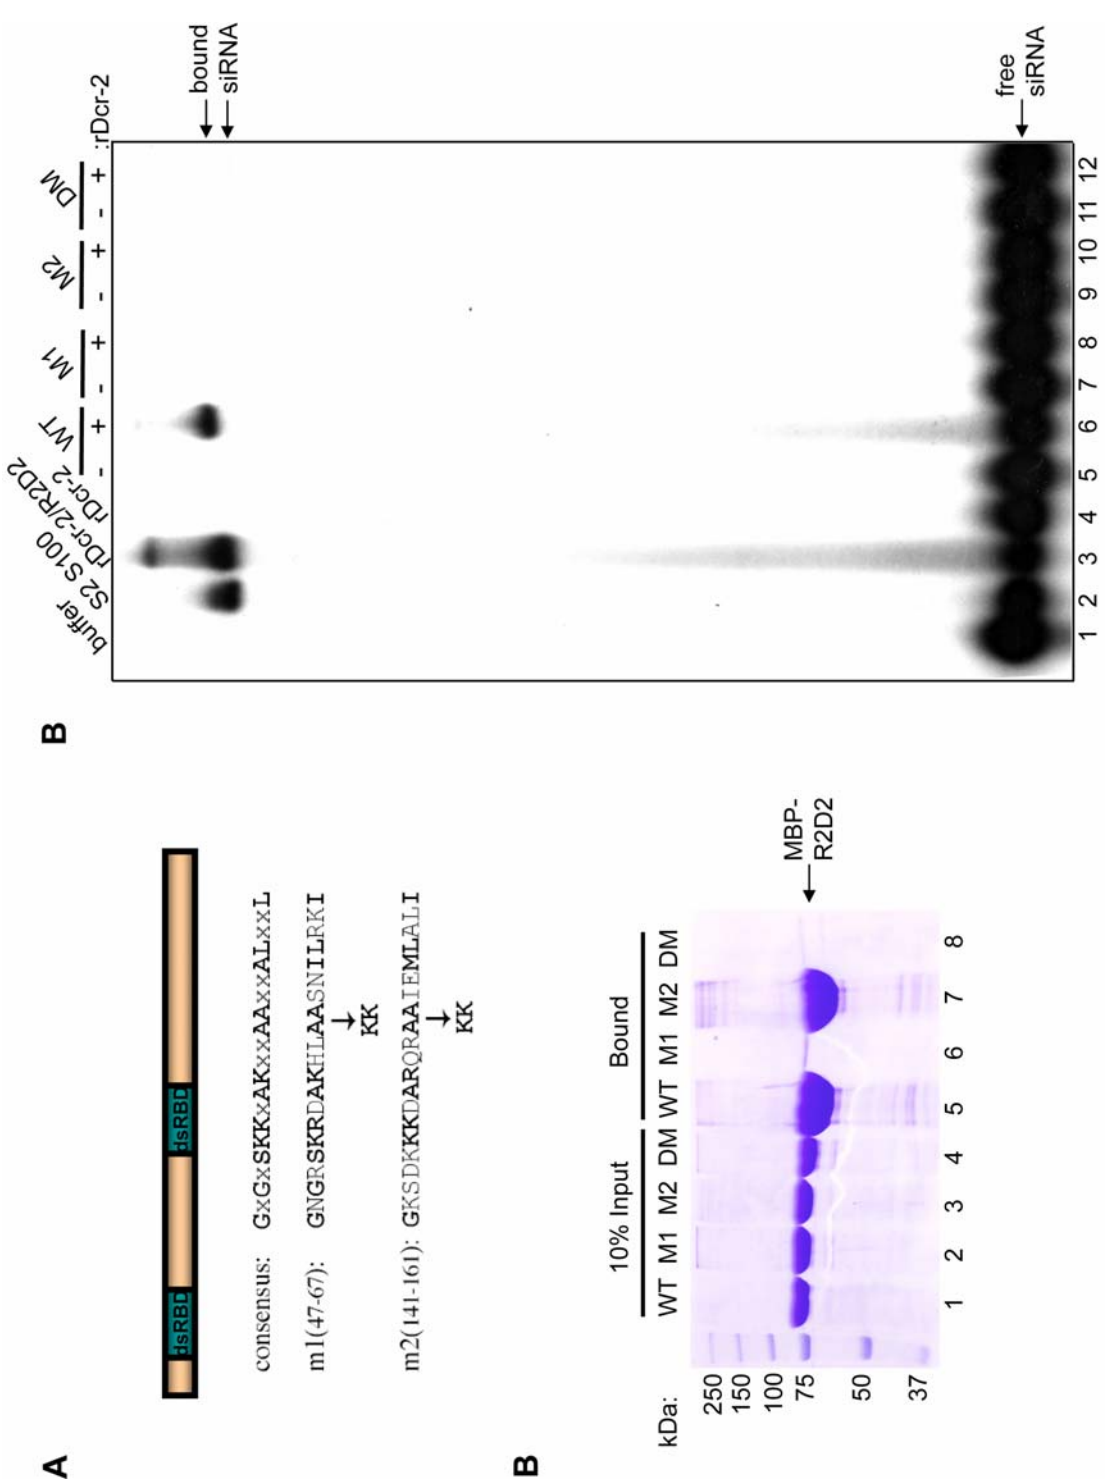 A
dsRBD dsRBD
consensus: GxGxSKKxAKxxAAxxALxxL
m1(47-67): GNGRSKRDAKHLAASNILRKI
KK
m2(141-161): GKSDKKKDARQRAAIEMLALI
KK
B
10% Input Bound
kDa: WT M1 M2 DM WT M1 M2 DM
250
150
100
75
50
37
MBP-
R2D2
1 2 3 4 5 6 7 8
B
buffer S2 S100 rDcr-2/R2D2 rDcr-2 WT M1 M2 DM
- + - + - + - + :rDcr-2
bound
siRNA
free
siRNA
1 2 3 4 5 6 7 8 9 10 11 12